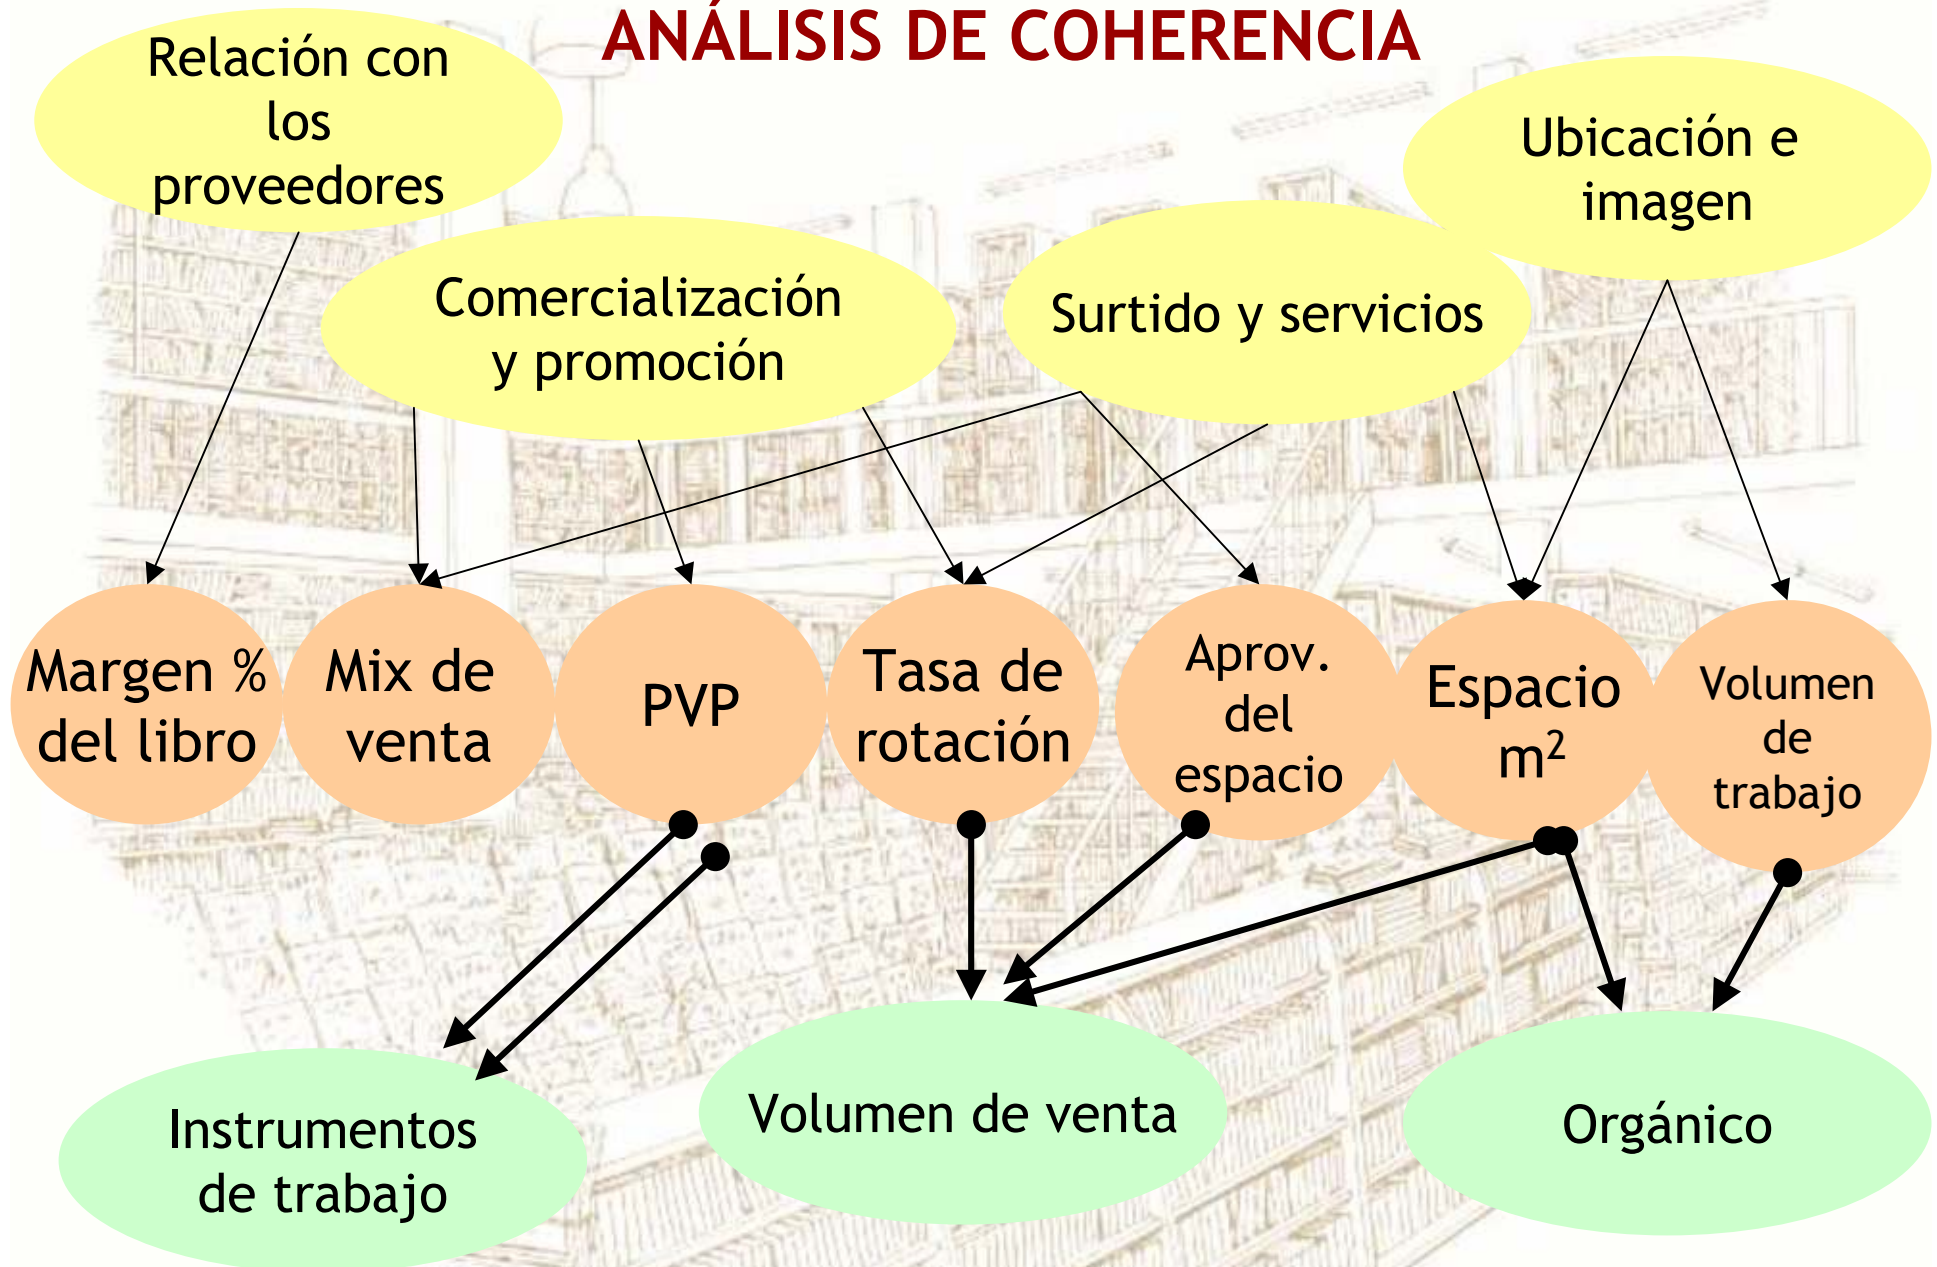 ANÁLISIS DE COHERENCIA
Relación con
los
proveedores
Ubicación e
imagen
Comercialización
y promoción
Surtido y servicios
Margen %
del libro
Mix de
venta
PVP
Tasa de
rotación
Aprov.
del
espacio
Espacio
m²
Volumen
de
trabajo
Instrumentos
de trabajo
Volumen de venta
Orgánico